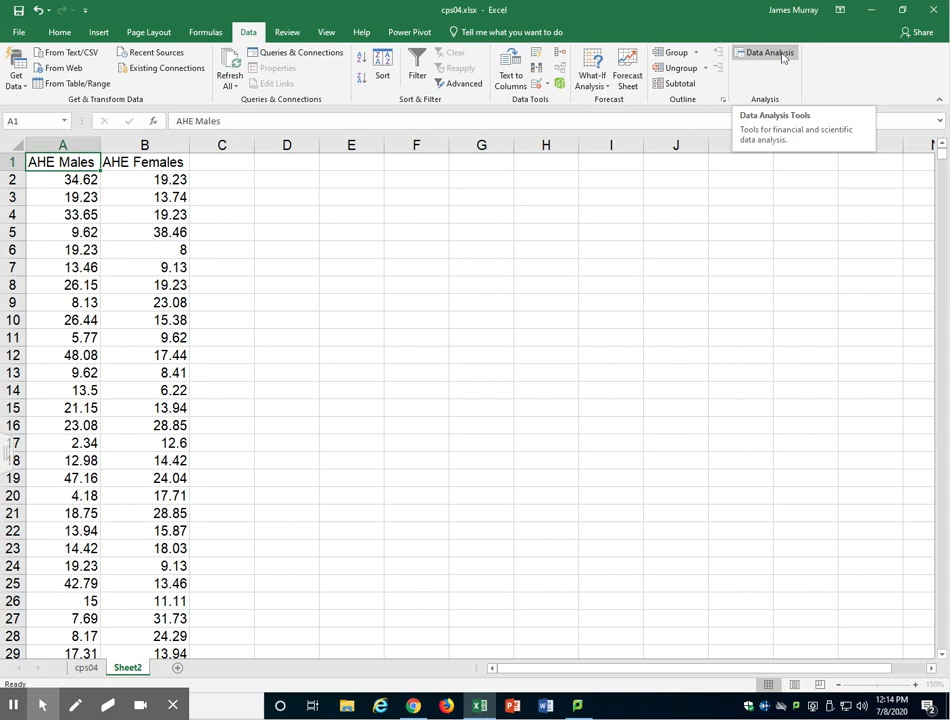 cps04.xlsx - Excel
James Murray
File Home Insert Page Layout Formulas Data Review View Help Power Pivot Tell me what you want to do Share
Get Data
From Text/CSV
From Web
From Table/Range
Recent Sources
Existing Connections
Get & Transform Data
Refresh All
Queries & Connections
Properties
Edit Links
Queries & Connections
Sort
Filter
Clear
Reapply
Advanced
Sort & Filter
Text to Columns
Data Tools
What-If Analysis
Forecast Sheet
Forecast
Group
Ungroup
Subtotal
Outline
Data Analysis
Analysis
Data Analysis Tools
Tools for financial and scientific
data analysis.
A1 fx AHE Males
A B C D E F G H I J N
1 AHE Males AHE Females
2 34.62 19.23
3 19.23 13.74
4 33.65 19.23
5 9.62 38.46
6 19.23 8
7 13.46 9.13
8 26.15 19.23
9 8.13 23.08
10 26.44 15.38
11 5.77 9.62
12 48.08 17.44
13 9.62 8.41
14 13.5 6.22
15 21.15 13.94
16 23.08 28.85
17 2.34 12.6
18 12.98 14.42
19 47.16 24.04
20 4.18 17.71
21 18.75 28.85
22 13.94 15.87
23 14.42 18.03
24 19.23 9.13
25 42.79 13.46
26 15 11.11
27 7.69 31.73
28 8.17 24.29
29 17.31 13.94
cps04 Sheet2
Ready
150%
12:14 PM
7/8/2020